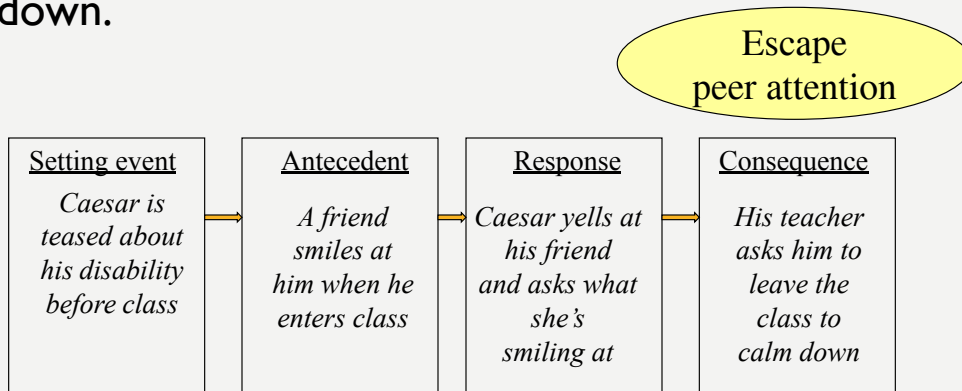 down.
Escape
peer attention
Setting event
Caesar is
teased about
his disability
before class
Antecedent
A friend
smiles at
him when he
enters class
Response
Caesar yells at
his friend
and asks what
she's
smiling at
Consequence
His teacher
asks him to
leave the
class to
calm down